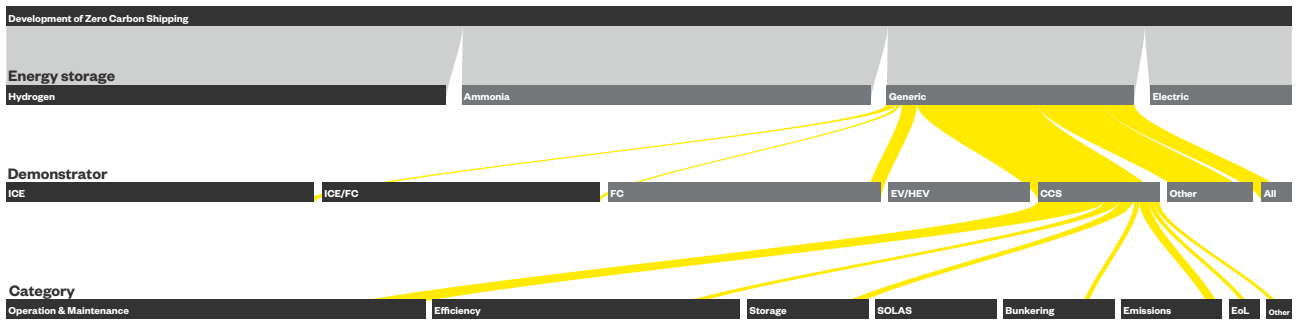 Development of Zero Carbon Shipping
Energy storage
Hydrogen Ammonia Generic Electric
Demonstrator
ICE ICE/FC FC EV/HEV CCS Other All
Category
Operation & Maintenance Efficiency Storage SOLAS Bunkering Emissions EoL Other